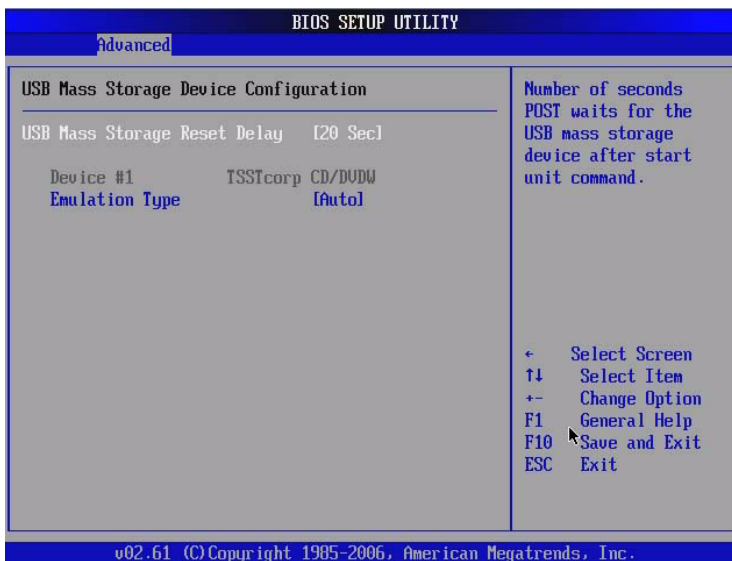 BIOS SETUP UTILITY
Advanced
USB Mass Storage Device Configuration
USB Mass Storage Reset Delay [20 Sec]
Device #1 TSSTcorp CD/DVDW
Emulation Type [Auto]
Number of seconds
POST waits for the
USB mass storage
device after start
unit command.
← Select Screen
↑↓ Select Item
+- Change Option
F1 General Help
F10 Save and Exit
ESC Exit
v02.61 (C)Copyright 1985-2006, American Megatrends, Inc.